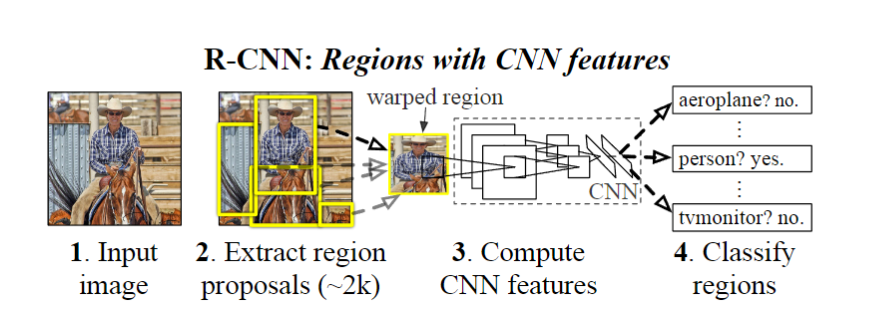 R-CNN: Regions with CNN features
warped region
aeroplane? no.
⋮
person? yes.
⋮
tvmonitor? no.
CNN
1. Input
image
2. Extract region
proposals (~2k)
3. Compute
CNN features
4. Classify
regions